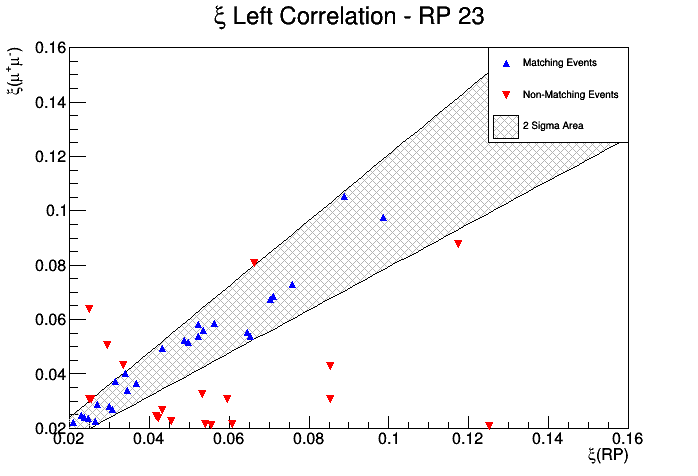 ξ Left Correlation - RP 23
ξ(μ⁺μ⁻)
0.16
0.14
0.12
0.1
0.08
0.06
0.04
0.02
Matching Events
Non-Matching Events
2 Sigma Area
0.02 0.04 0.06 0.08 0.1 0.12 0.14 0.16
ξ(RP)